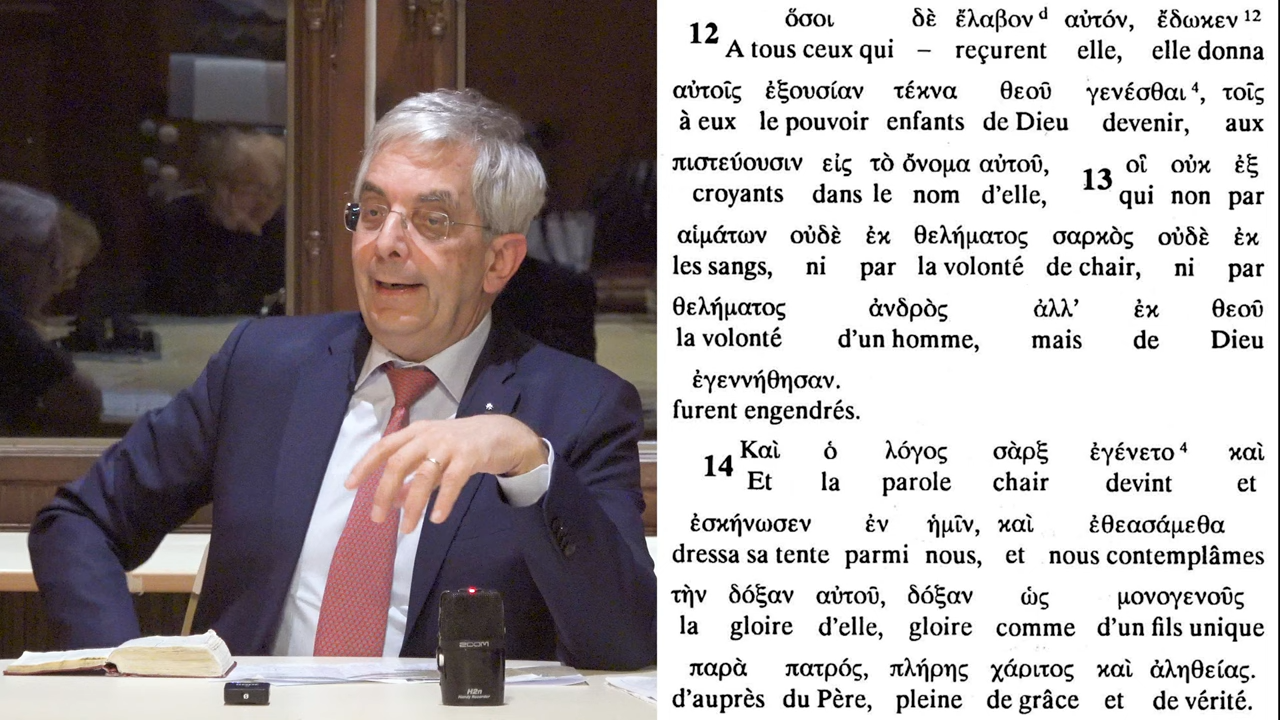 ZOOM
H2n
Handy Recorder
ὅσοι δὲ ἔλαβον d αὐτόν, ἔδωκεν 12
12 A tous ceux qui – reçurent elle, elle donna
αὐτοῖς ἐξουσίαν τέκνα θεοῦ γενέσθαι 4, τοῖς
à eux le pouvoir enfants de Dieu devenir, aux
πιστεύουσιν εἰς τὸ ὄνομα αὐτοῦ, 13 οἳ οὐκ ἐξ
croyants dans le nom d'elle, qui non par
αἱμάτων οὐδὲ ἐκ θελήματος σαρκὸς οὐδὲ ἐκ
les sangs, ni par la volonté de chair, ni par
θελήματος ἀνδρὸς ἀλλ' ἐκ θεοῦ
la volonté d'un homme, mais de Dieu
ἐγεννήθησαν.
furent engendrés.
14 Καὶ ὁ λόγος σὰρξ ἐγένετο 4 καὶ
Et la parole chair devint et
ἐσκήνωσεν ἐν ἡμῖν, καὶ ἐθεασάμεθα
dressa sa tente parmi nous, et nous contemplâmes
τὴν δόξαν αὐτοῦ, δόξαν ὡς μονογενοῦς
la gloire d'elle, gloire comme d'un fils unique
παρὰ πατρός, πλήρης χάριτος καὶ ἀληθείας.
d'auprès du Père, pleine de grâce et de vérité.